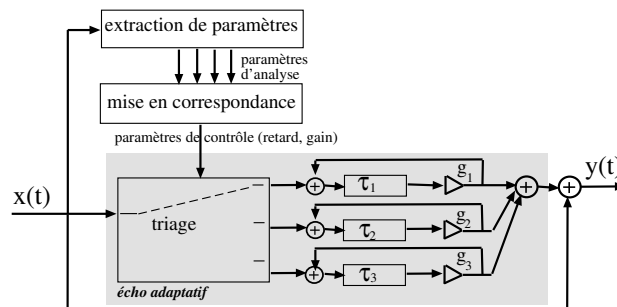 extraction de paramètres
paramètres
d'analyse
mise en correspondance
paramètres de contrôle (retard, gain)
x(t)
triage
écho adaptatif
+
τ1
g1
+
τ2
g2
+
τ3
g3
+
+
y(t)